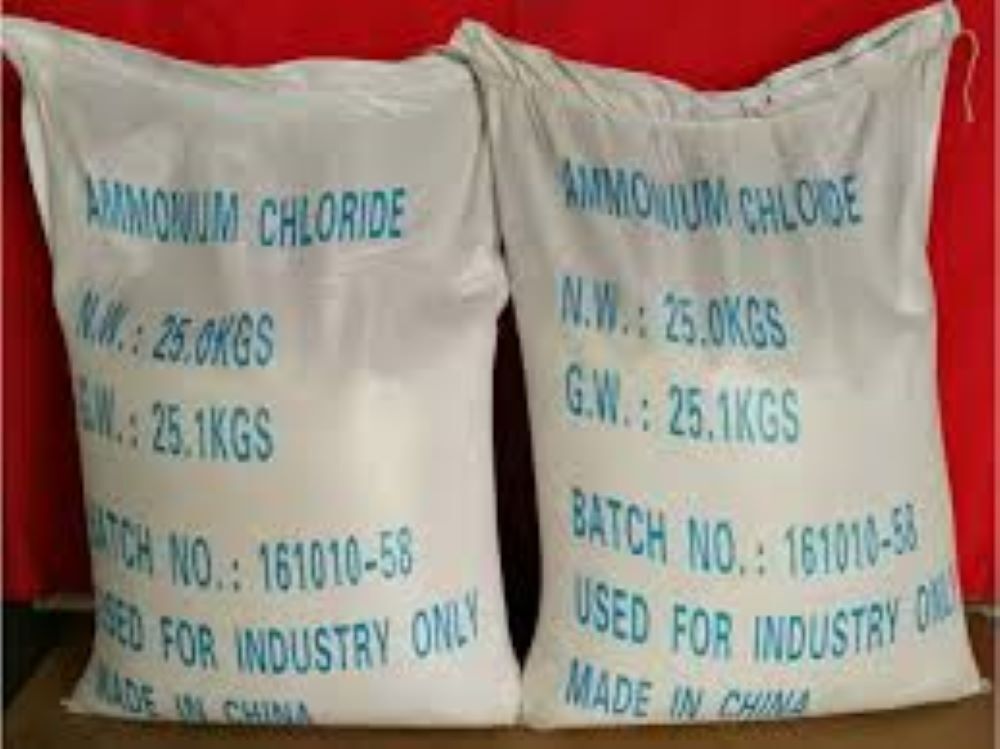 AMMONIUM CHLORIDE
N.W.: 25.0KGS
G.W.: 25.1KGS
BATCH NO.: 161010-58
USED FOR INDUSTRY ONLY
MADE IN CHINA
AMMONIUM CHLORIDE
N.W.: 25.0KGS
G.W.: 25.1KGS
BATCH NO.: 161010-58
USED FOR INDUSTRY ONLY
MADE IN CHINA